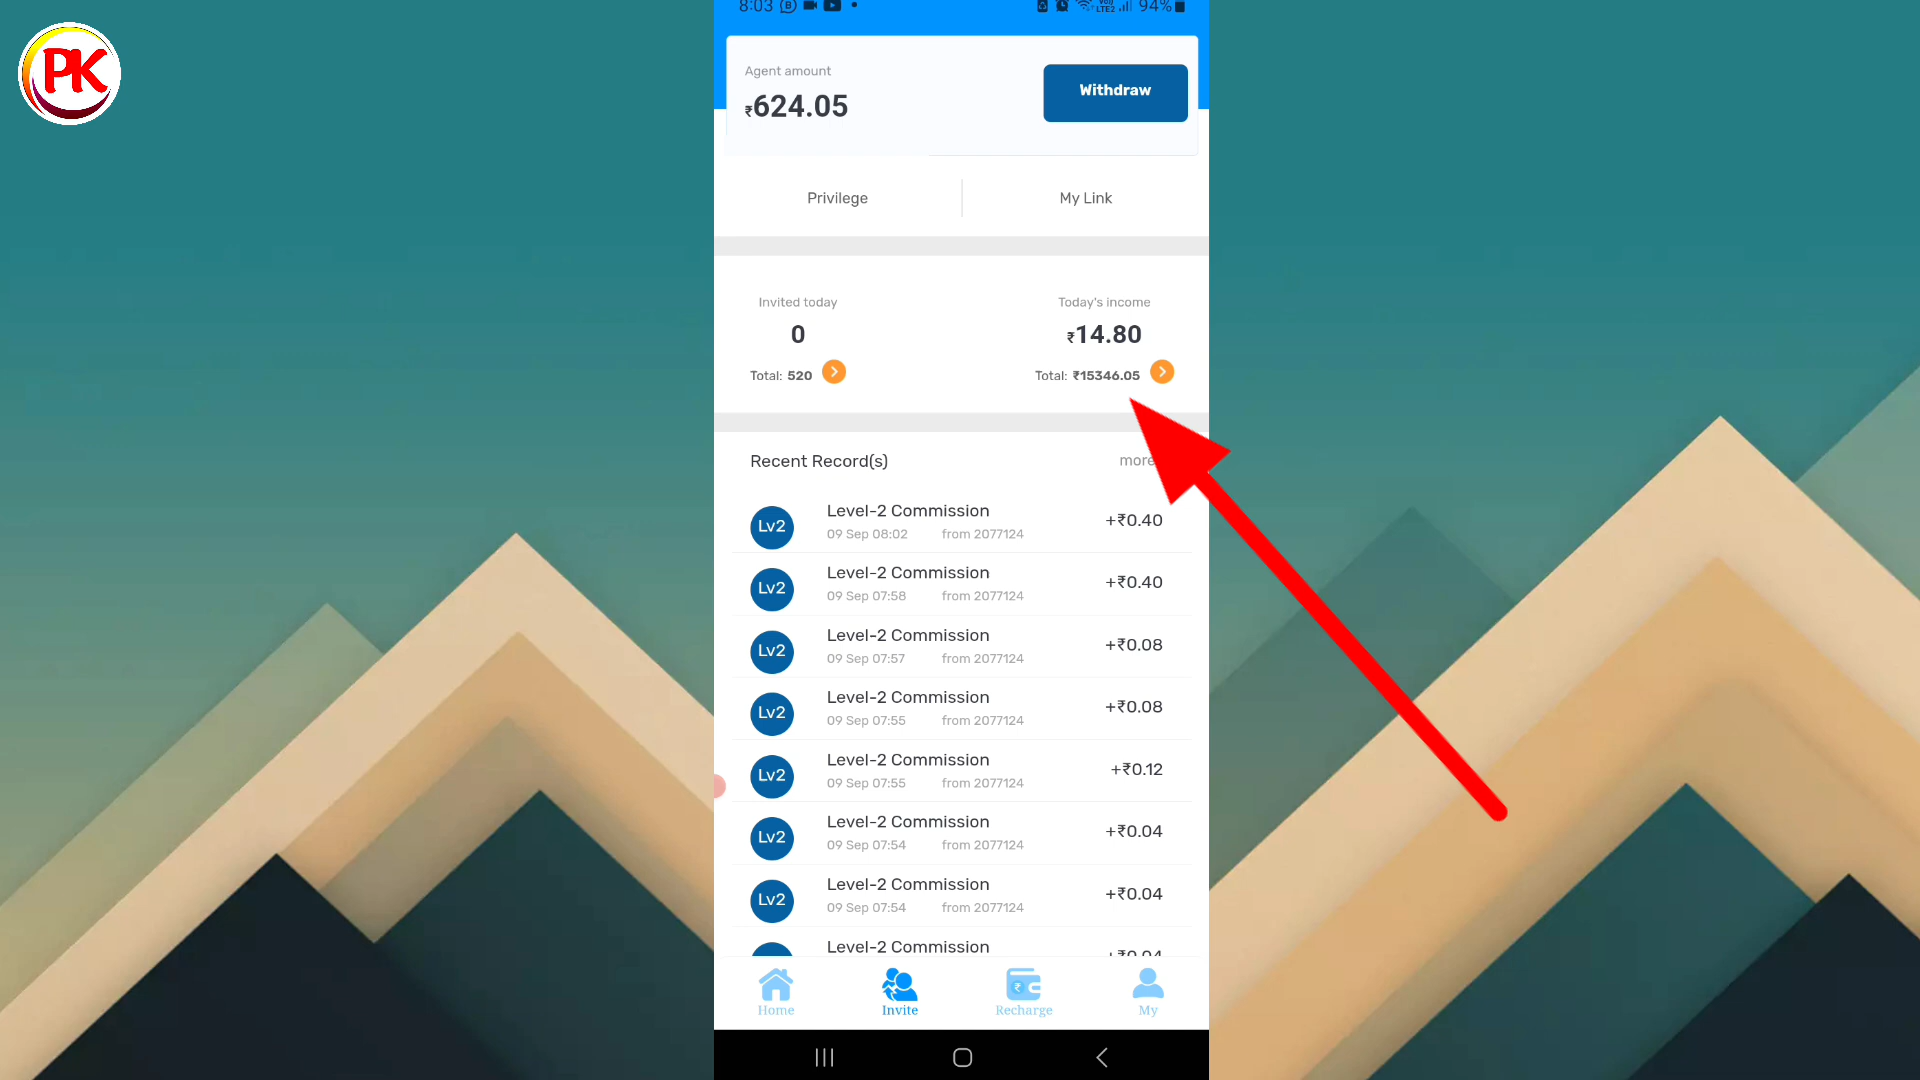 PK
8:03 94%
LTE2
Agent amount
₹624.05
Withdraw
Privilege My Link
Invited today Today's income
0 ₹14.80
Total: 520 Total: ₹15346.05
Recent Record(s) more
Lv2 Level-2 Commission +₹0.40
09 Sep 08:02 from 2077124
Lv2 Level-2 Commission +₹0.40
09 Sep 07:58 from 2077124
Lv2 Level-2 Commission +₹0.08
09 Sep 07:57 from 2077124
Lv2 Level-2 Commission +₹0.08
09 Sep 07:55 from 2077124
Lv2 Level-2 Commission +₹0.12
09 Sep 07:55 from 2077124
Lv2 Level-2 Commission +₹0.04
09 Sep 07:54 from 2077124
Lv2 Level-2 Commission +₹0.04
09 Sep 07:54 from 2077124
Level-2 Commission +₹0.04
Home Invite Recharge My